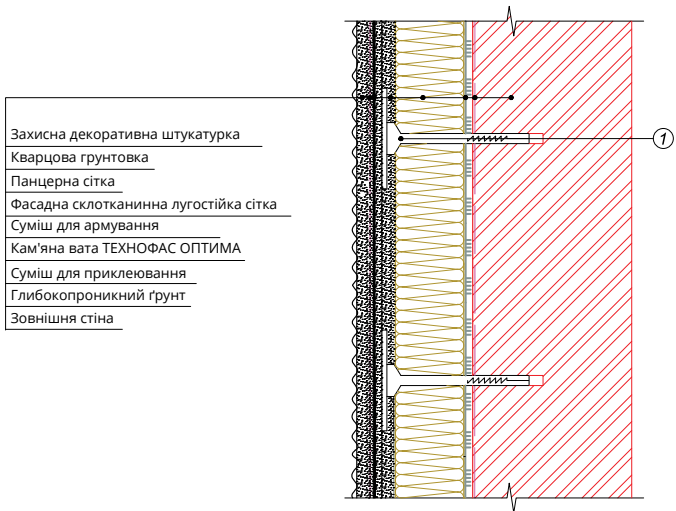 Захисна декоративна штукатурка
Кварцова грунтовка
Панцерна сітка
Фасадна склотканинна лугостійка сітка
Суміш для армування
Кам'яна вата ТЕХНОФАС ОПТИМА
Суміш для приклеювання
Глибокопроникний ґрунт
Зовнішня стіна
1